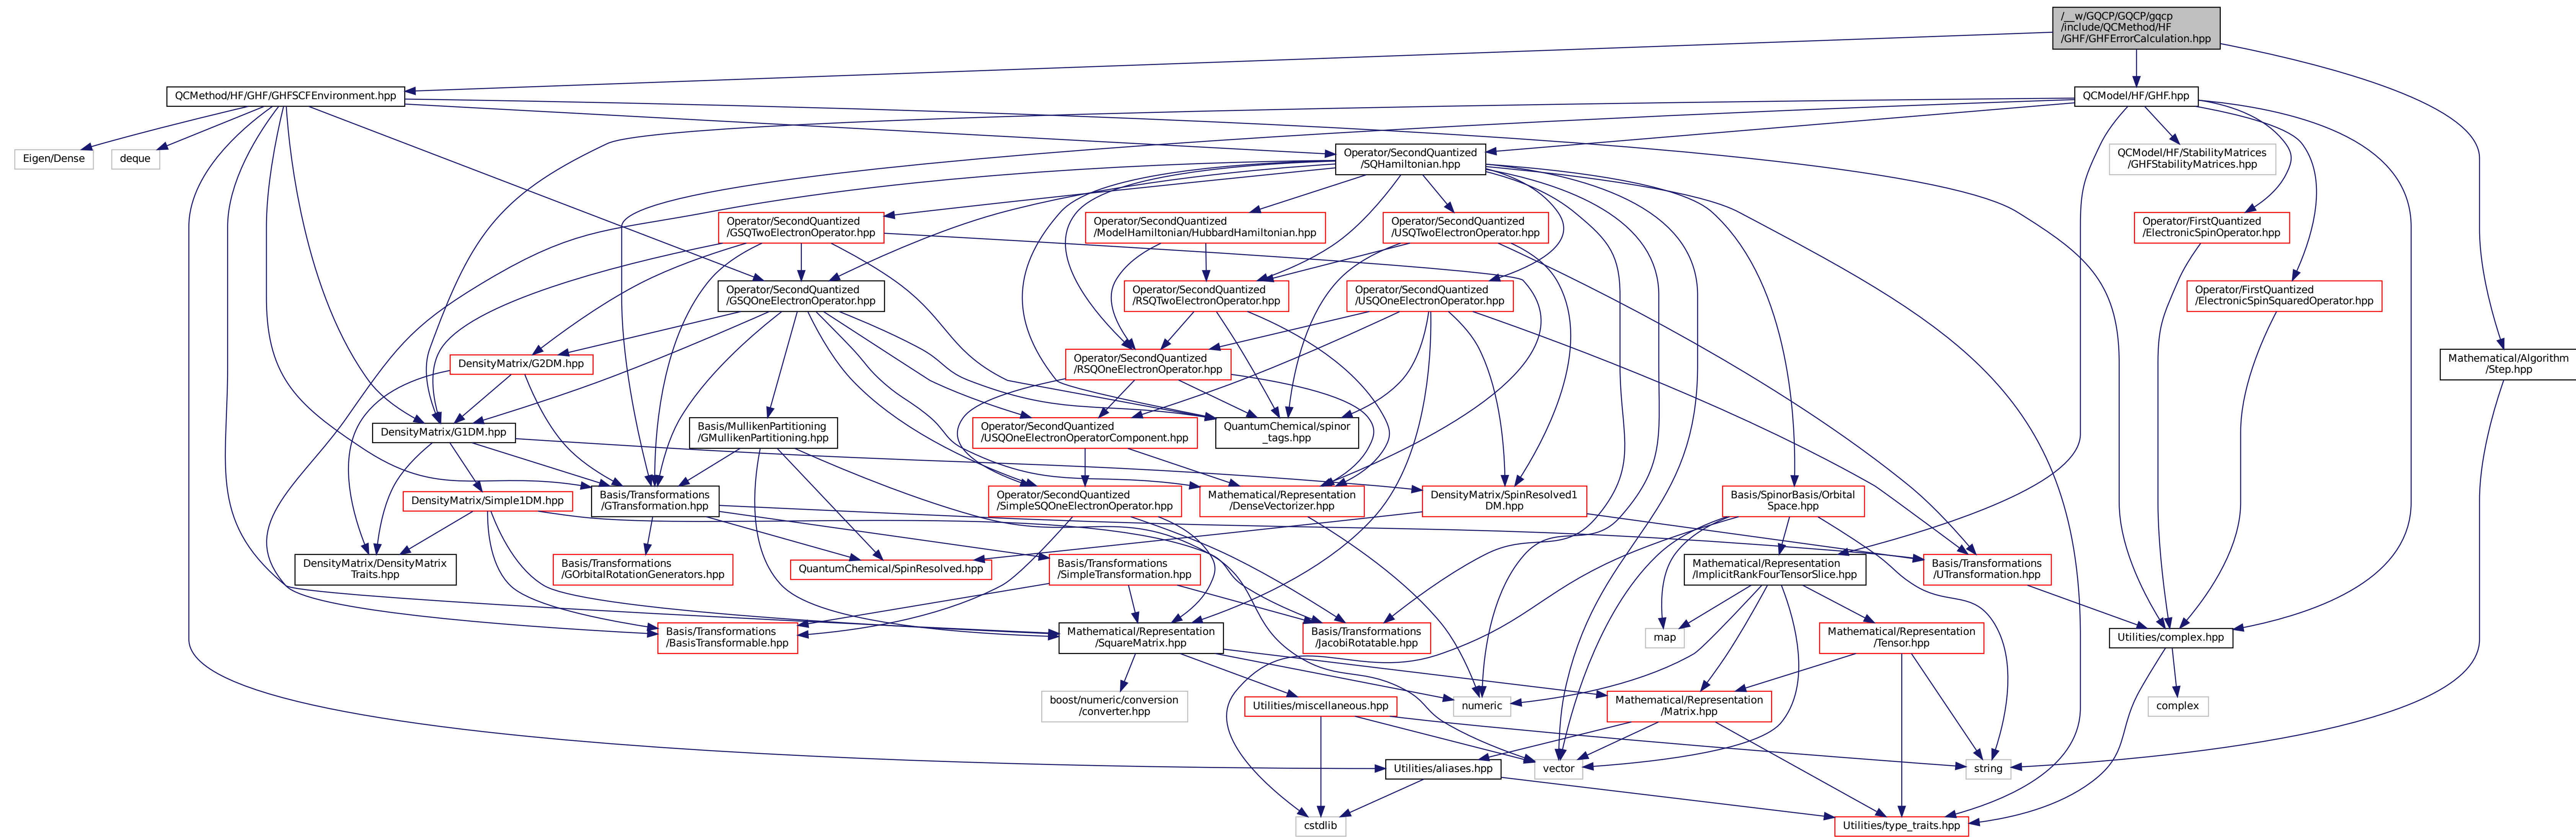 /__w/GQCP/GQCP/gqcp
/include/QCMethod/HF
/GHF/GHFErrorCalculation.hpp
QCMethod/HF/GHF/GHFSCFEnvironment.hpp
QCModel/HF/GHF.hpp
Eigen/Dense
deque
Operator/SecondQuantized
/SQHamiltonian.hpp
QCModel/HF/StabilityMatrices
/GHFStabilityMatrices.hpp
Operator/SecondQuantized
/GSQTwoElectronOperator.hpp
Operator/SecondQuantized
/ModelHamiltonian/HubbardHamiltonian.hpp
Operator/SecondQuantized
/USQTwoElectronOperator.hpp
Operator/FirstQuantized
/ElectronicSpinOperator.hpp
Operator/SecondQuantized
/GSQOneElectronOperator.hpp
Operator/SecondQuantized
/RSQTwoElectronOperator.hpp
Operator/SecondQuantized
/USQOneElectronOperator.hpp
Operator/FirstQuantized
/ElectronicSpinSquaredOperator.hpp
DensityMatrix/G2DM.hpp
Operator/SecondQuantized
/RSQOneElectronOperator.hpp
Mathematical/Algorithm
/Step.hpp
DensityMatrix/G1DM.hpp
Basis/MullikenPartitioning
/GMullikenPartitioning.hpp
Operator/SecondQuantized
/USQOneElectronOperatorComponent.hpp
QuantumChemical/spinor
_tags.hpp
DensityMatrix/Simple1DM.hpp
Basis/Transformations
/GTransformation.hpp
Operator/SecondQuantized
/SimpleSQOneElectronOperator.hpp
Mathematical/Representation
/DenseVectorizer.hpp
DensityMatrix/SpinResolved1
DM.hpp
Basis/SpinorBasis/Orbital
Space.hpp
DensityMatrix/DensityMatrix
Traits.hpp
Basis/Transformations
/GOrbitalRotationGenerators.hpp
QuantumChemical/SpinResolved.hpp
Basis/Transformations
/SimpleTransformation.hpp
Mathematical/Representation
/ImplicitRankFourTensorSlice.hpp
Basis/Transformations
/UTransformation.hpp
Basis/Transformations
/BasisTransformable.hpp
Mathematical/Representation
/SquareMatrix.hpp
Basis/Transformations
/JacobiRotatable.hpp
map
Mathematical/Representation
/Tensor.hpp
Utilities/complex.hpp
boost/numeric/conversion
/converter.hpp
Utilities/miscellaneous.hpp
numeric
Mathematical/Representation
/Matrix.hpp
complex
Utilities/aliases.hpp
vector
string
cstdlib
Utilities/type_traits.hpp